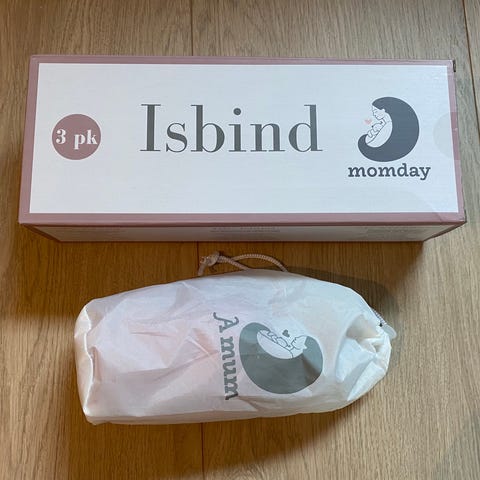 3 pk
Isbind
momday
A mum